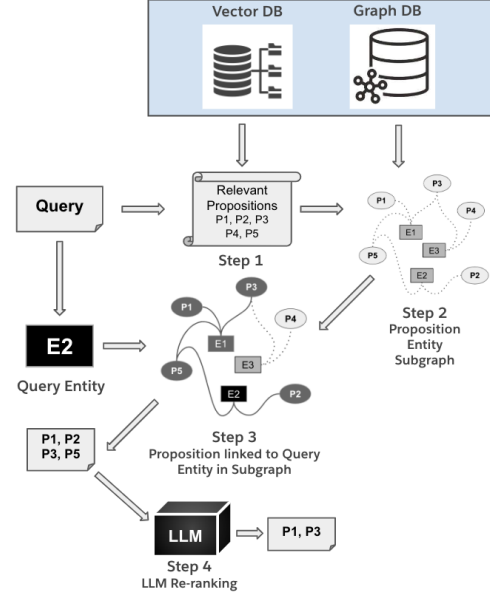 Vector DB
Graph DB
Query
Relevant
Propositions
P1, P2, P3
P4, P5
Step 1
P1
P3
P4
E1
E3
P5
E2
P2
Step 2
Proposition
Entity
Subgraph
E2
Query Entity
P3
P1
P4
E1
E3
P5
E2
P2
Step 3
Proposition linked to Query
Entity in Subgraph
P1, P2
P3, P5
LLM
P1, P3
Step 4
LLM Re-ranking